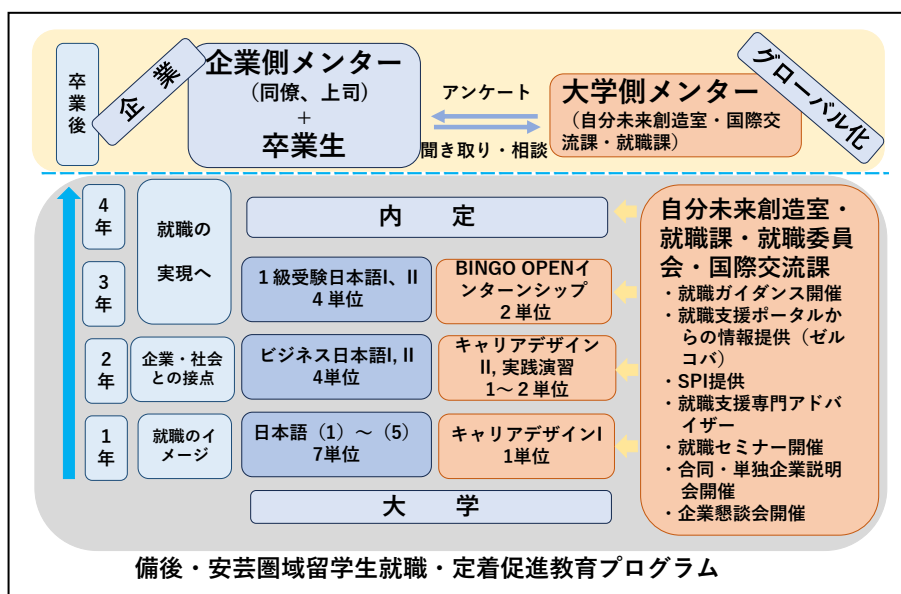 卒業後
企 業
企業側メンター
（同僚、上司）
+
卒業生
アンケート
聞き取り・相談
大学側メンター
（自分未来創造室・国際交
流課・就職課）
グローバル化
4
年
3
年
2
年
1
年
就職の
実現へ
企業・社会
との接点
就職のイ
メージ
内 定
１級受験日本語I、II
４単位
BINGO OPENイ
ンターンシップ
２単位
ビジネス日本語I, II
4単位
キャリアデザイン
II, 実践演習
1～２単位
日本語（1）～（5）
7単位
キャリアデザインI
1単位
大 学
自分未来創造室・
就職課・就職委員
会・国際交流課
・就職ガイダンス開催
・就職支援ポータルか
らの情報提供（ゼル
コバ）
・SPI提供
・就職支援専門アドバ
イザー
・就職セミナー開催
・合同・単独企業説明
会開催
・企業懇談会開催
備後・安芸圏域留学生就職・定着促進教育プログラム